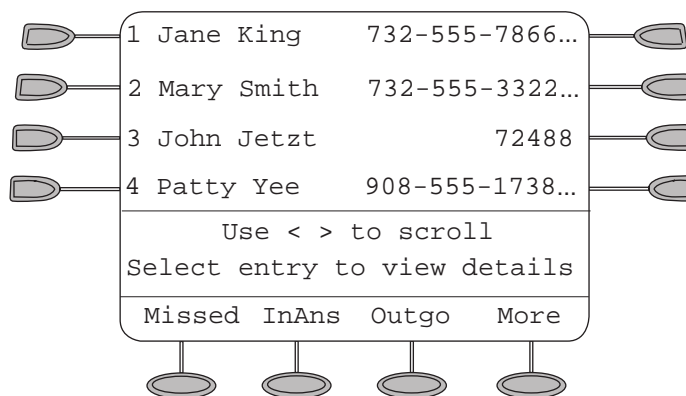 1 Jane King 732-555-7866...
2 Mary Smith 732-555-3322...
3 John Jetzt 72488
4 Patty Yee 908-555-1738...
Use < > to scroll
Select entry to view details
Missed InAns Outgo More